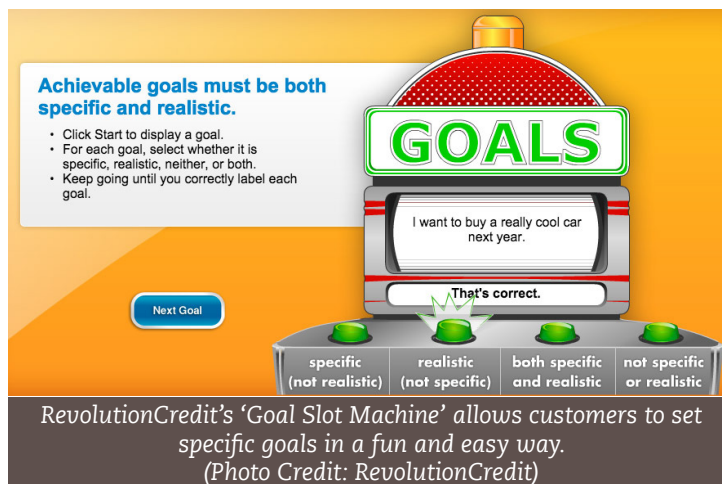 Achievable goals must be both
specific and realistic.
• Click Start to display a goal.
• For each goal, select whether it is
specific, realistic, neither, or both.
• Keep going until you correctly label each
goal.
GOALS
I want to buy a really cool car
next year.
That's correct.
Next Goal
specific
(not realistic)
realistic
(not specific)
both specific
and realistic
not specific
or realistic
RevolutionCredit’s ‘Goal Slot Machine’ allows customers to set
specific goals in a fun and easy way.
(Photo Credit: RevolutionCredit)